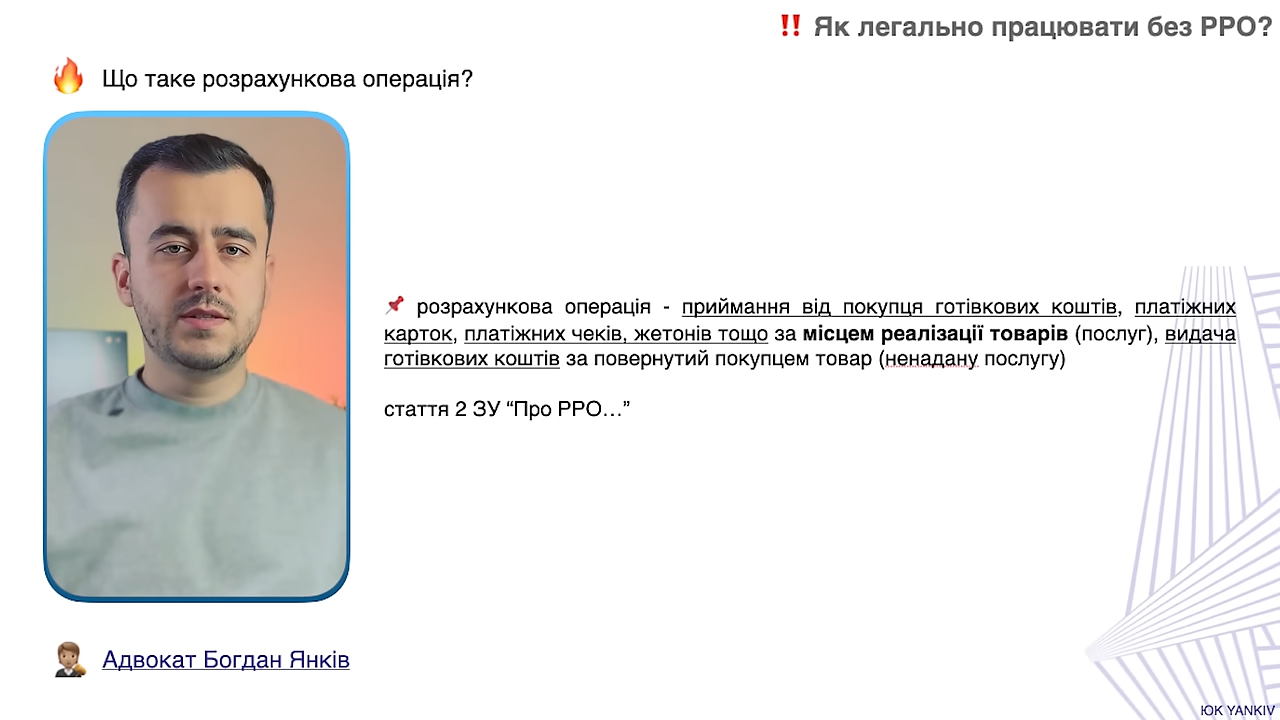 ‼️ Як легально працювати без РРО?
🔥 Що таке розрахункова операція?
📌 розрахункова операція - приймання від покупця готівкових коштів, платіжних
карток, платіжних чеків, жетонів тощо за місцем реалізації товарів (послуг), видача
готівкових коштів за повернутий покупцем товар (ненадану послугу)
стаття 2 ЗУ “Про РРО…”
Адвокат Богдан Янків
ЮК YANKIV